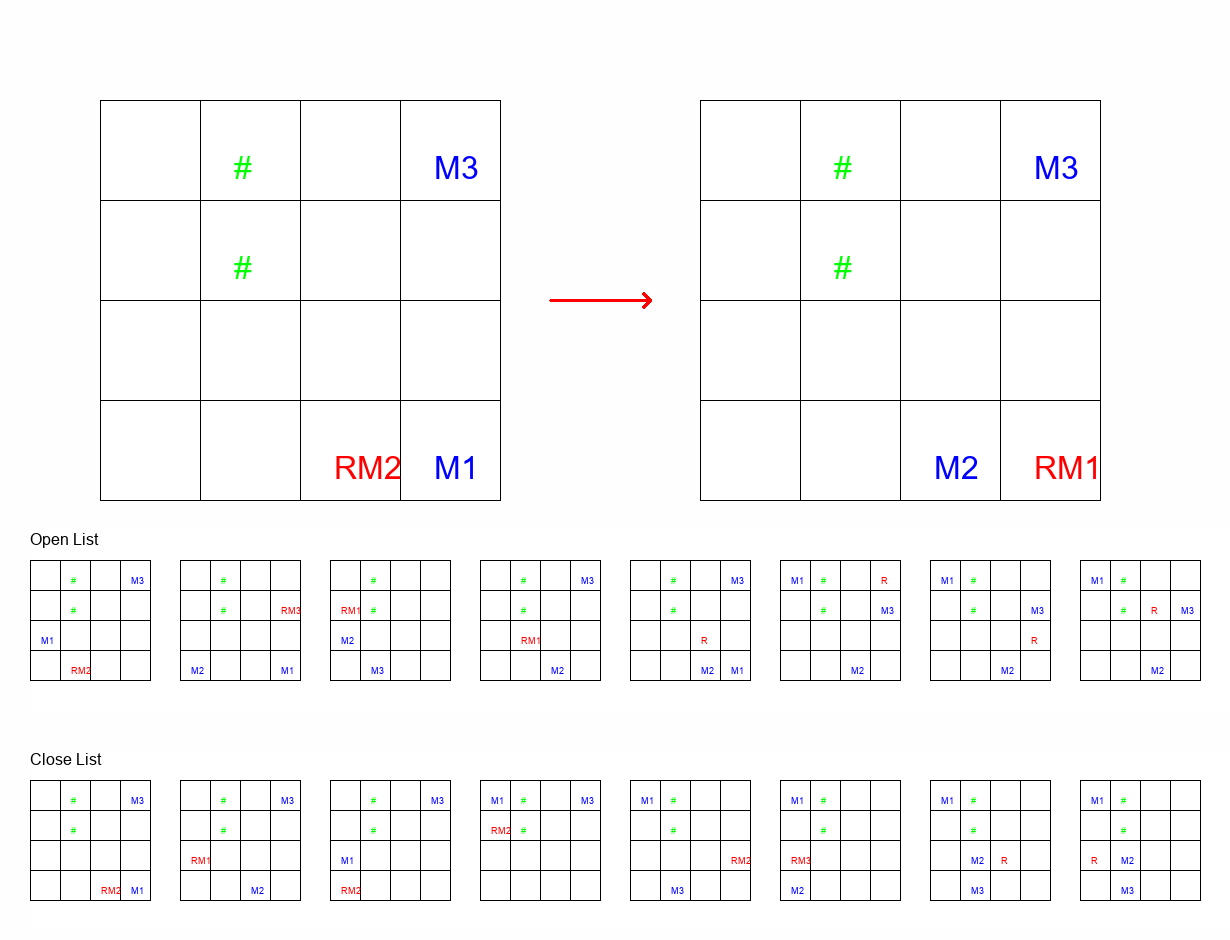 # M3 # M3
# #
RM2 M1 M2 RM1
Open List
# M3 # # # M3 # M3 M1 # R M1 # M1 #
# # RM3 RM1 # # # # M3 # M3 # R M3
M1 M2 RM1 R R
RM2 M2 M1 M3 M2 M2 M1 M2 M2 M2
Close List
# M3 # M3 # M3 M1 # M3 M1 # M1 # M1 # M1 #
# # # RM2 # # # # #
RM1 M1 RM2 RM3 M2 R R M2
RM2 M1 M2 RM2 M3 M2 M3 M3